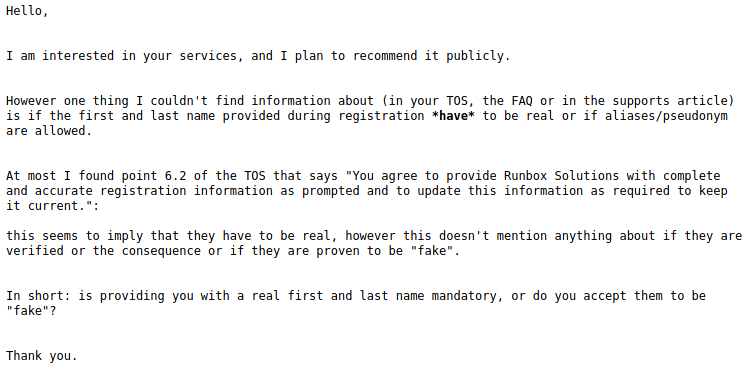 Hello,
I am interested in your services, and I plan to recommend it publicly.
However one thing I couldn't find information about (in your TOS, the FAQ or in the supports article)
is if the first and last name provided during registration *have* to be real or if aliases/pseudonym
are allowed.
At most I found point 6.2 of the TOS that says "You agree to provide Runbox Solutions with complete
and accurate registration information as prompted and to update this information as required to keep
it current.":
this seems to imply that they have to be real, however this doesn't mention anything about if they are
verified or the consequence or if they are proven to be "fake".
In short: is providing you with a real first and last name mandatory, or do you accept them to be
"fake"?
Thank you.